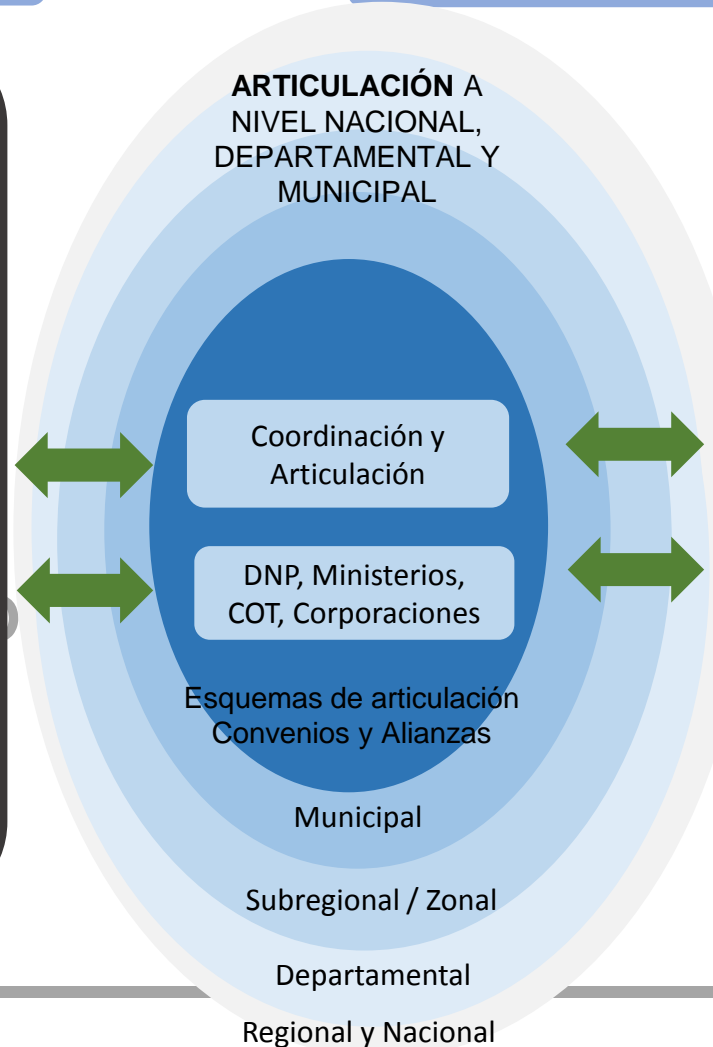 ARTICULACIÓN A
NIVEL NACIONAL,
DEPARTAMENTAL Y
MUNICIPAL
Coordinación y
Articulación
DNP, Ministerios,
COT, Corporaciones
Esquemas de articulación
Convenios y Alianzas
Municipal
Subregional / Zonal
Departamental
Regional y Nacional